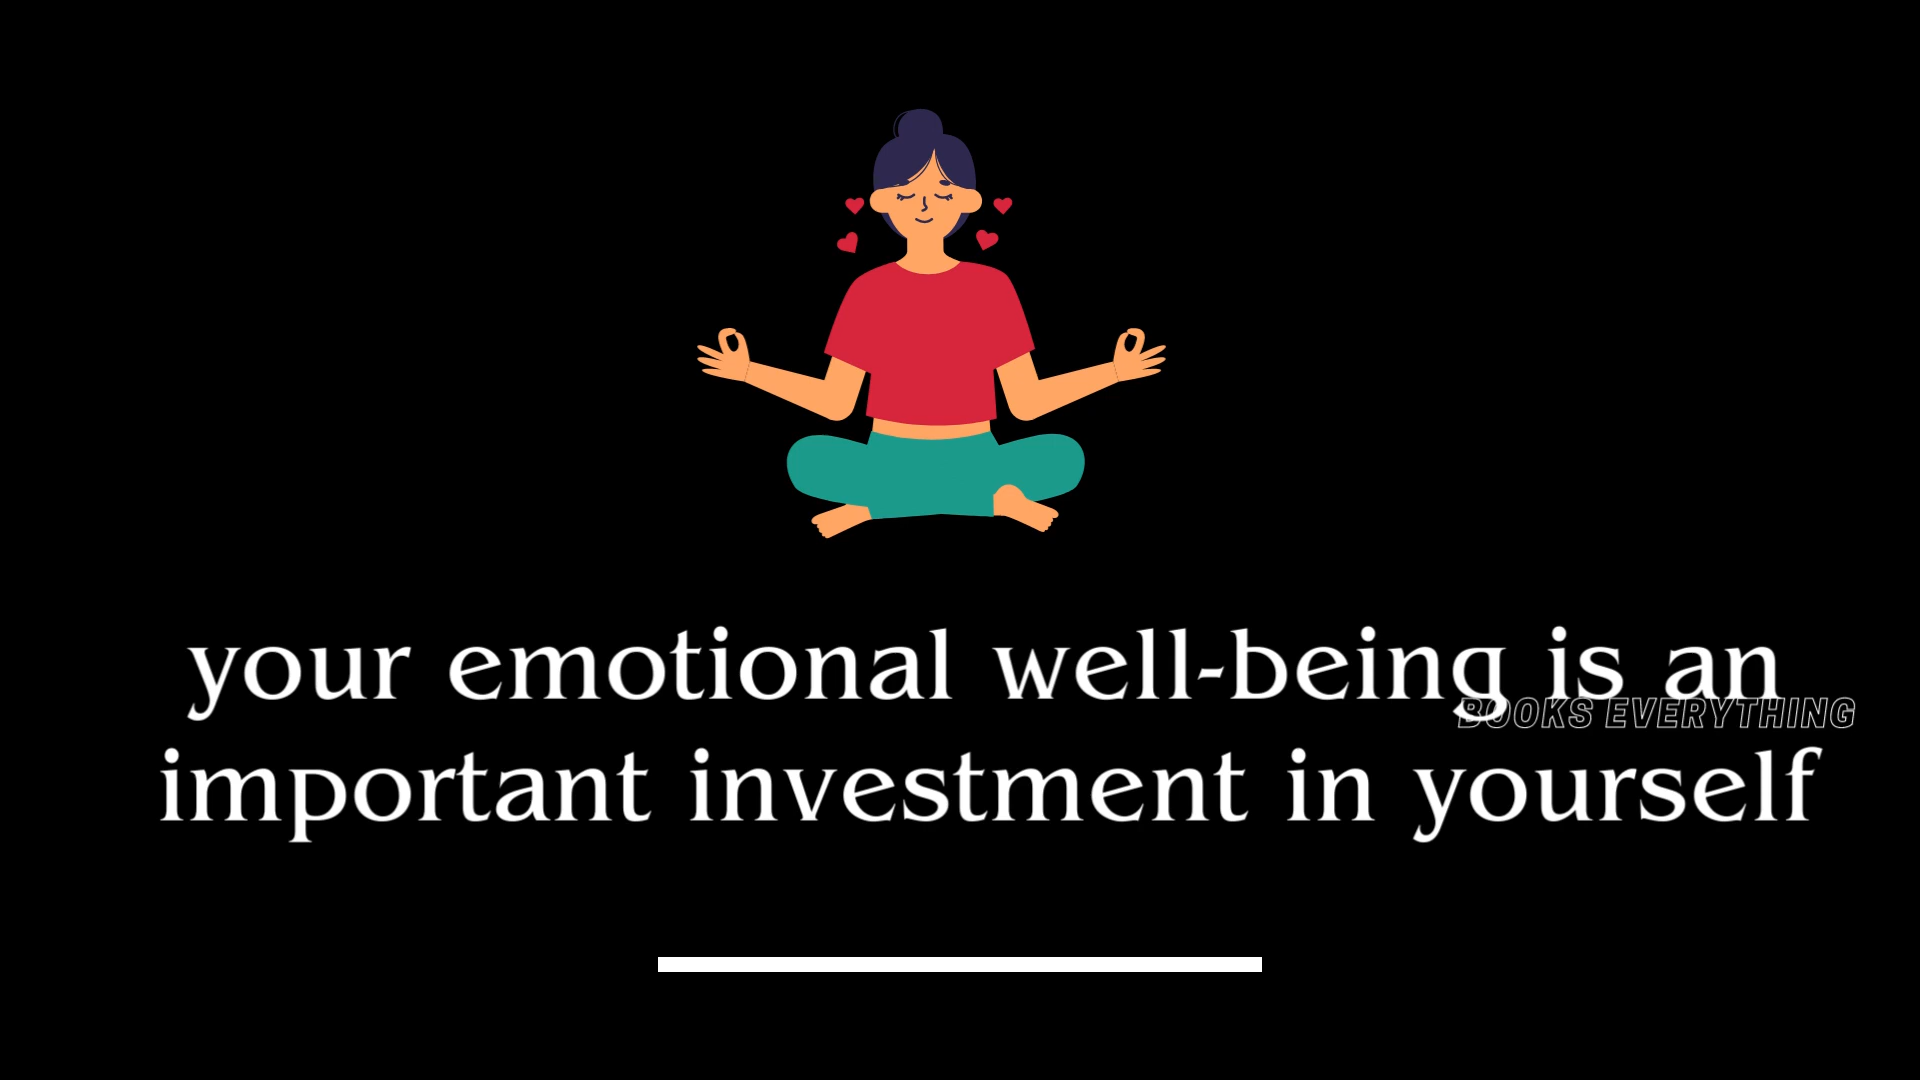 your emotional well-being is an
BOOKS EVERYTHING
important investment in yourself